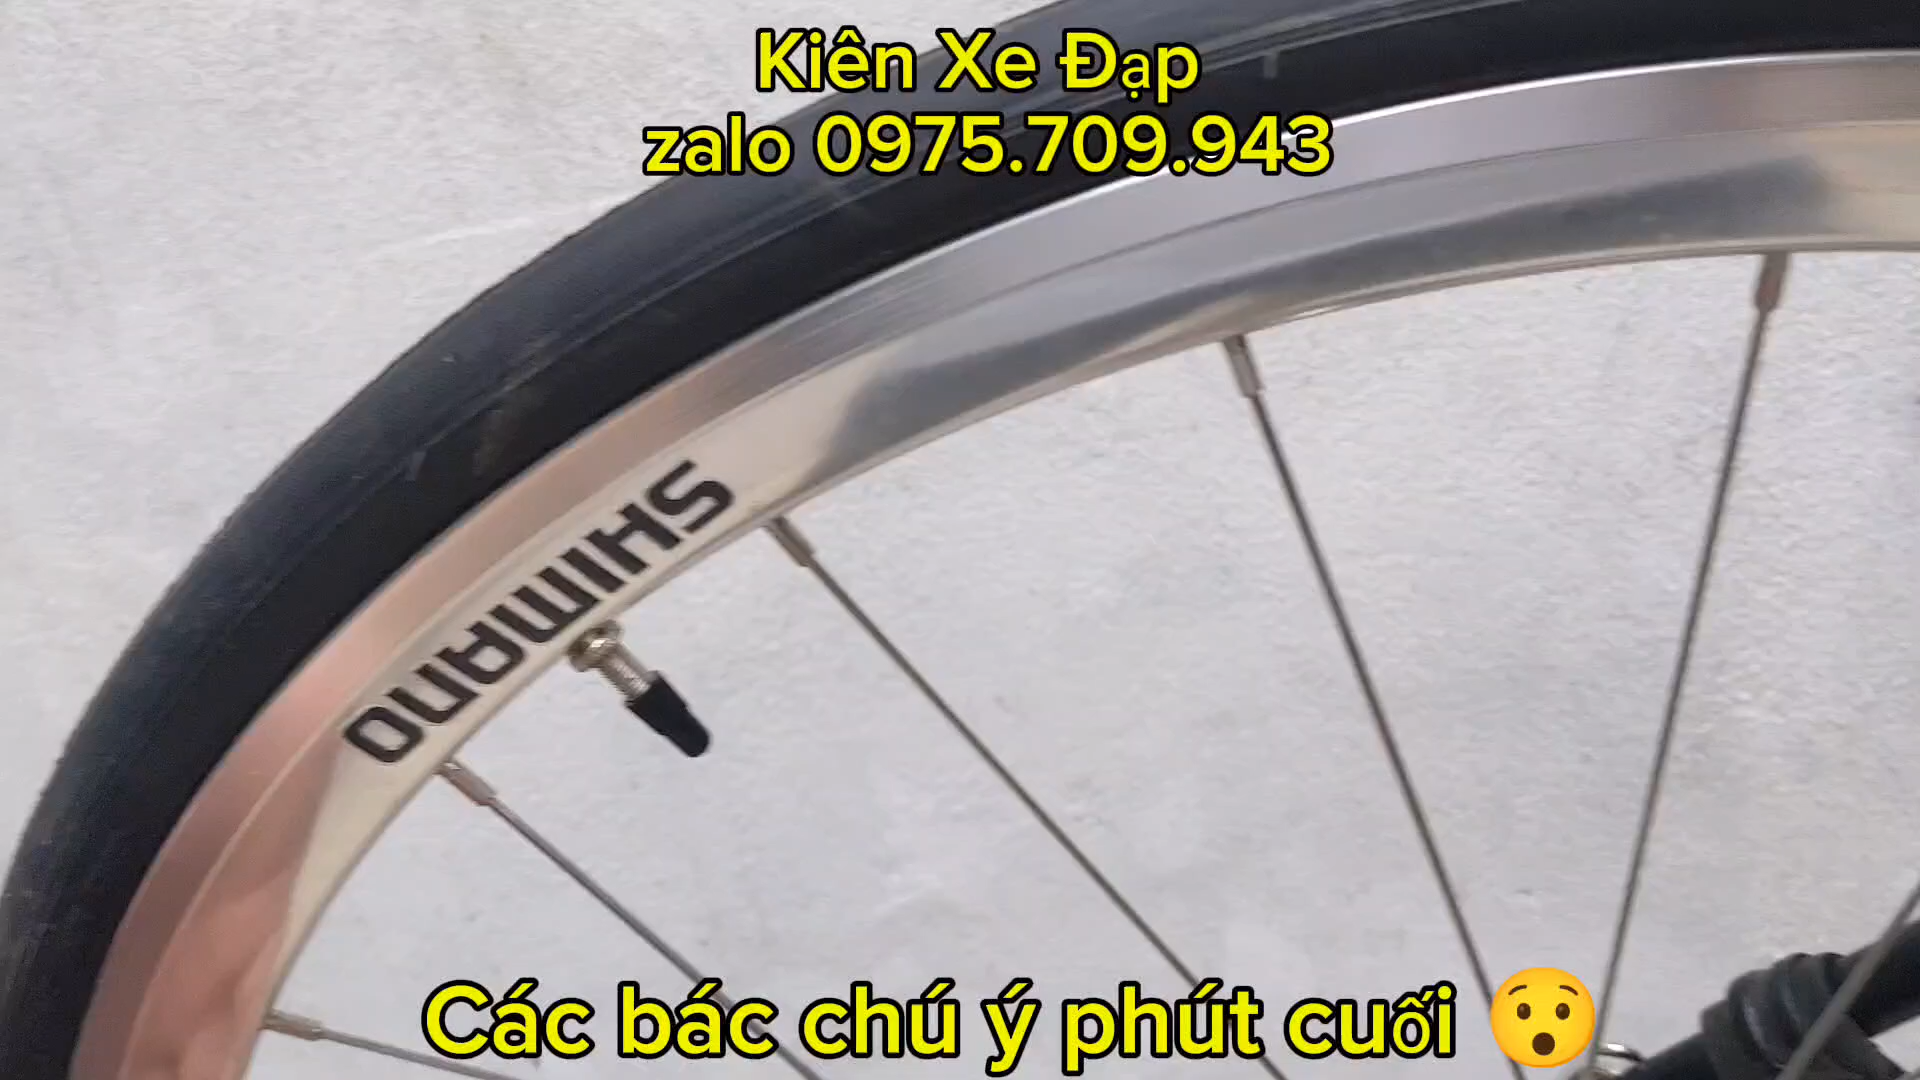 Kiên Xe Đạp
zalo 0975.709.943
SHIMANO
Các bác chú ý phút cuối 😯